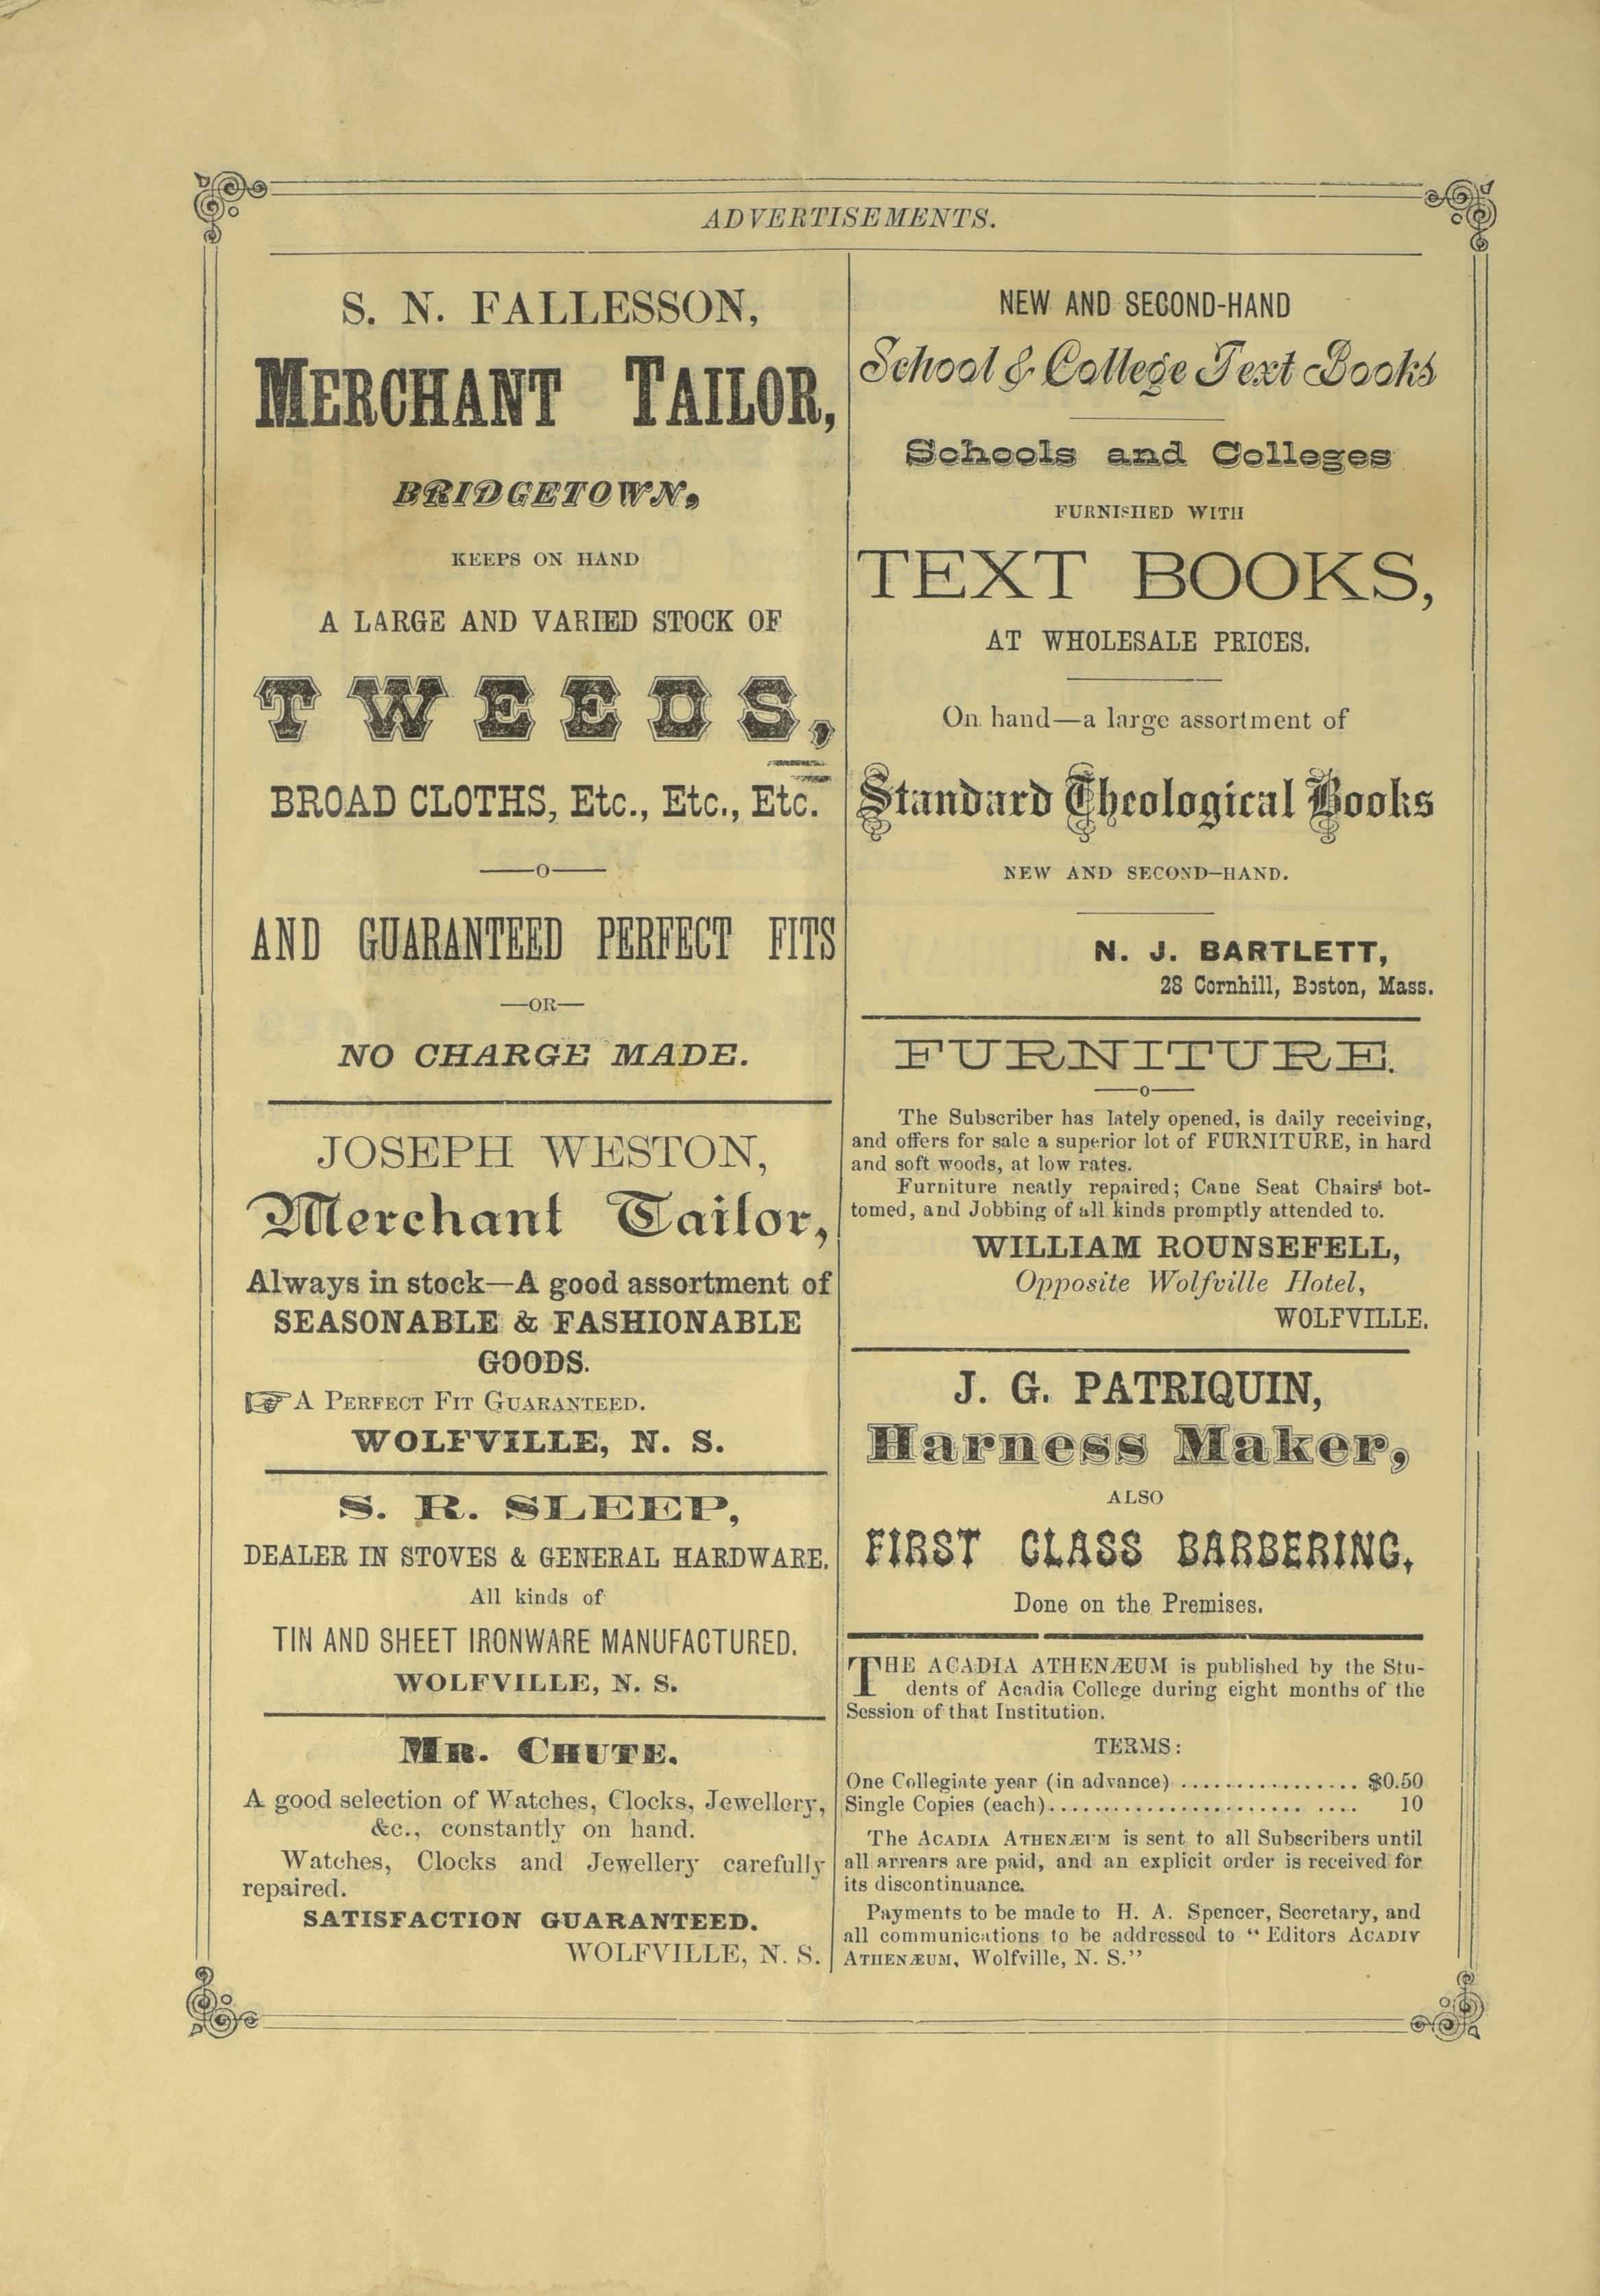 ADVERTISEMENTS.
S. N. FALLESSON,
MERCHANT TAILOR,
BRIDGETOWN,
KEEPS ON HAND
A LARGE AND VARIED STOCK OF
TWEEDS,
BROAD CLOTHS, Etc., Etc., Etc.
—o—
AND GUARANTEED PERFECT FITS
—OR—
NO CHARGE MADE.
JOSEPH WESTON,
Merchant Tailor,
Always in stock—A good assortment of
SEASONABLE & FASHIONABLE
GOODS.
☞ A PERFECT FIT GUARANTEED.
WOLFVILLE, N. S.
S. R. SLEEP,
DEALER IN STOVES & GENERAL HARDWARE.
All kinds of
TIN AND SHEET IRONWARE MANUFACTURED.
WOLFVILLE, N. S.
MR. CHUTE.
A good selection of Watches, Clocks, Jewellery,
&c., constantly on hand.
Watches, Clocks and Jewellery carefully
repaired.
SATISFACTION GUARANTEED.
WOLFVILLE, N. S.
NEW AND SECOND-HAND
School & College Text Books
Schools and Colleges
FURNISHED WITH
TEXT BOOKS,
AT WHOLESALE PRICES.
On hand—a large assortment of
Standard Theological Books
NEW AND SECOND-HAND.
N. J. BARTLETT,
28 Cornhill, Boston, Mass.
FURNITURE.
—o—
The Subscriber has lately opened, is daily receiving,
and offers for sale a superior lot of FURNITURE, in hard
and soft woods, at low rates.
Furniture neatly repaired; Cane Seat Chairs' bot-
tomed, and Jobbing of all kinds promptly attended to.
WILLIAM ROUNSEFELL,
Opposite Wolfville Hotel,
WOLFVILLE.
J. G. PATRIQUIN,
Harness Maker,
ALSO
FIRST CLASS BARBERING,
Done on the Premises.
THE ACADIA ATHENÆUM is published by the Stu-
dents of Acadia College during eight months of the
Session of that Institution.
TERMS:
One Collegiate year (in advance) ................ $0.50
Single Copies (each)....................... .... 10
The ACADIA ATHENÆUM is sent to all Subscribers until
all arrears are paid, and an explicit order is received for
its discontinuance.
Payments to be made to H. A. Spencer, Secretary, and
all communications to be addressed to “ Editors ACADIV
ATHENÆUM, Wolfville, N. S.”